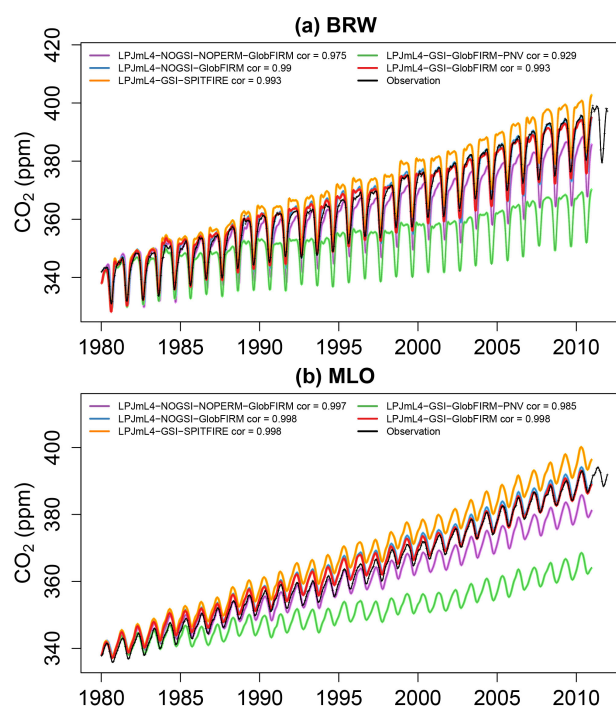 (a) BRW
LPJmL4−NOGSI−NOPERM−GlobFIRM cor = 0.975
LPJmL4−GSI−GlobFIRM−PNV cor = 0.929
LPJmL4−NOGSI−GlobFIRM cor = 0.99
LPJmL4−GSI−GlobFIRM cor = 0.993
LPJmL4−GSI−SPITFIRE cor = 0.993
Observation
CO2 (ppm)
420
400
380
360
340
1980 1985 1990 1995 2000 2005 2010
(b) MLO
LPJmL4−NOGSI−NOPERM−GlobFIRM cor = 0.997
LPJmL4−GSI−GlobFIRM−PNV cor = 0.985
LPJmL4−NOGSI−GlobFIRM cor = 0.998
LPJmL4−GSI−GlobFIRM cor = 0.998
LPJmL4−GSI−SPITFIRE cor = 0.998
Observation
CO2 (ppm)
400
380
360
340
1980 1985 1990 1995 2000 2005 2010